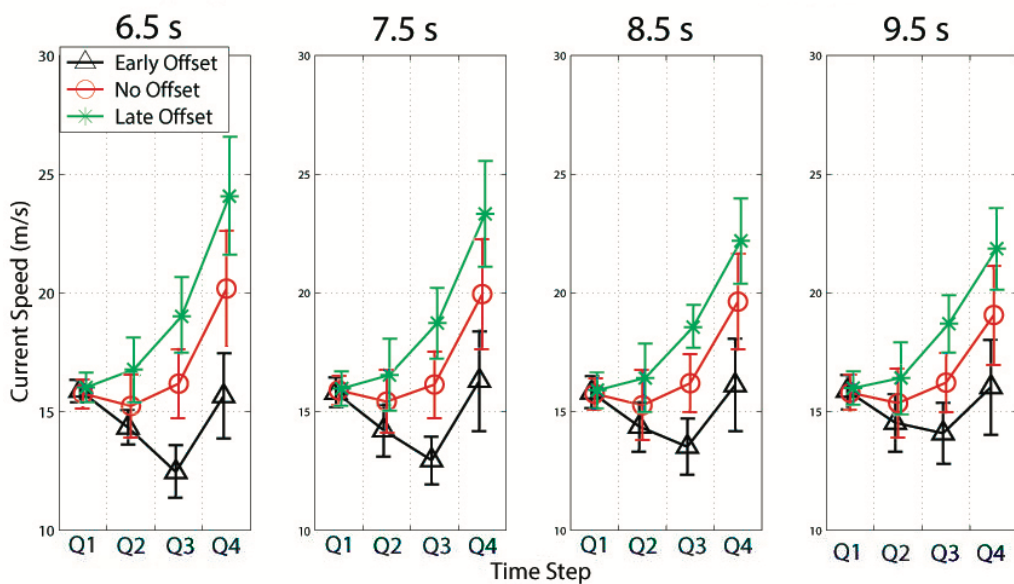 6.5 s 7.5 s 8.5 s 9.5 s
Early Offset
No Offset
Late Offset
Current Speed (m/s)
30
25
20
15
10
30
25
20
15
10
30
25
20
15
10
30
25
20
15
10
Q1 Q2 Q3 Q4 Q1 Q2 Q3 Q4 Q1 Q2 Q3 Q4 Q1 Q2 Q3 Q4
Time Step